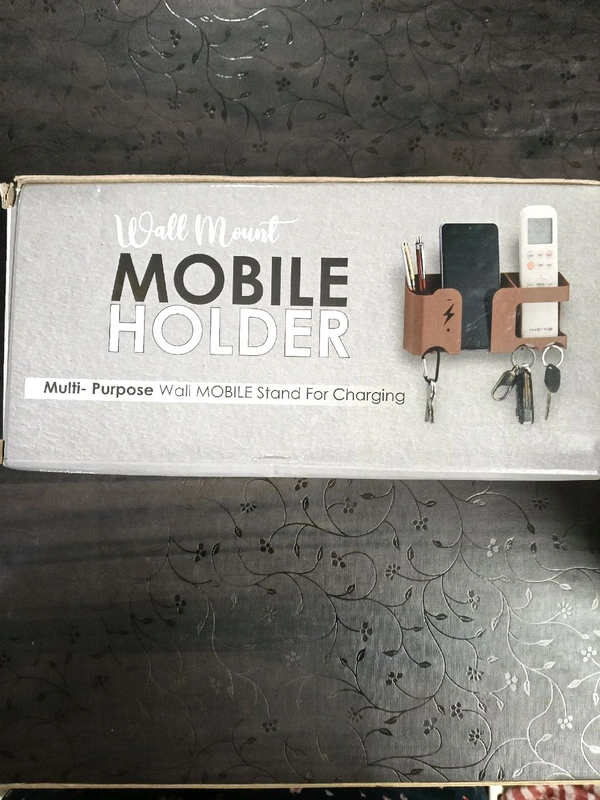 Wall Mount
MOBILE
HOLDER
Multi- Purpose Wall MOBILE Stand For Charging